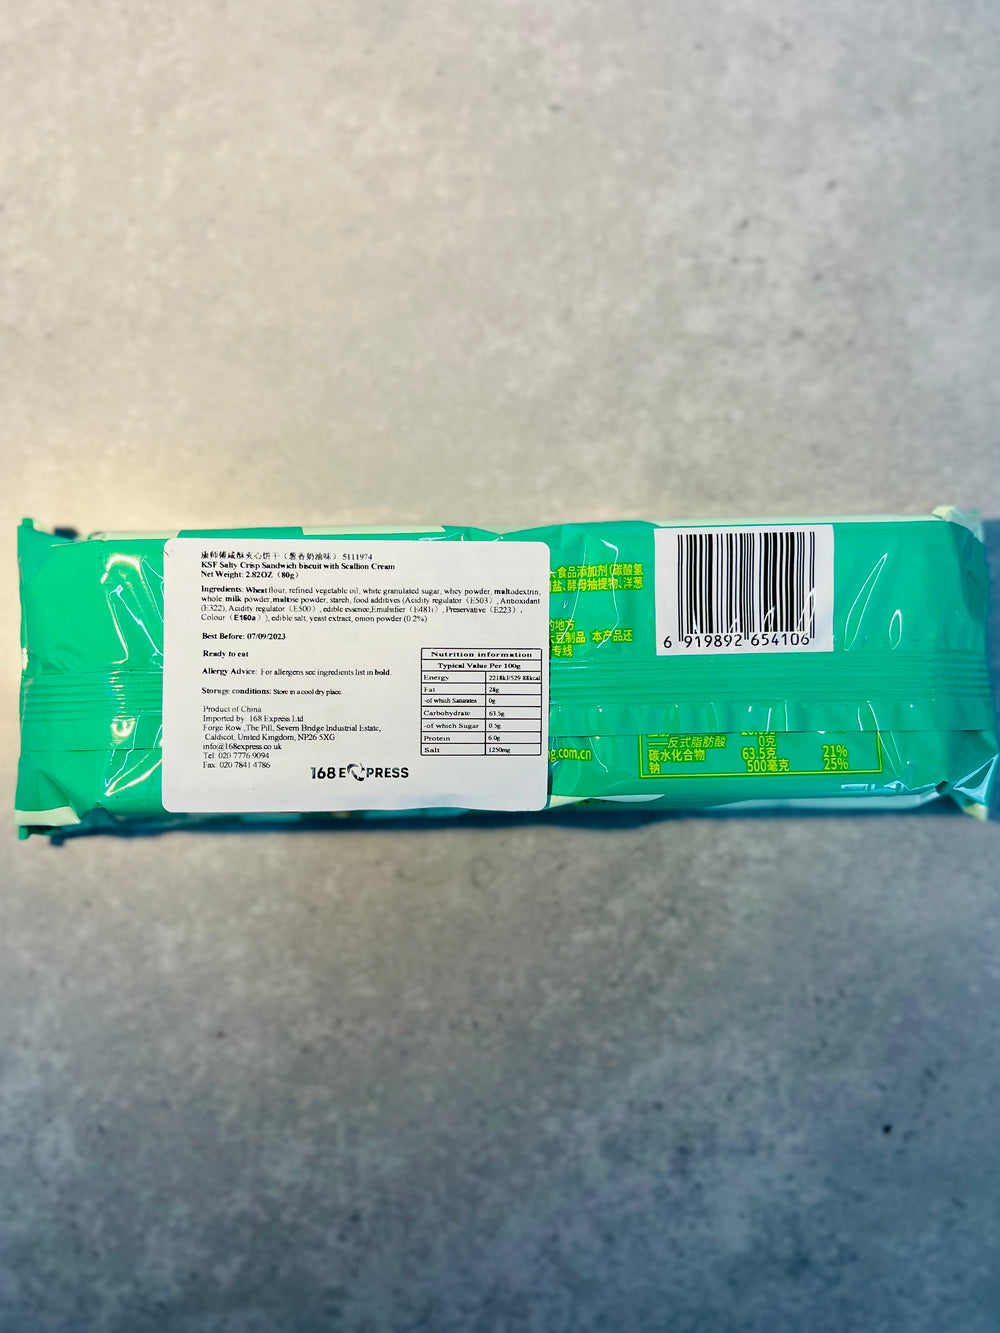 康师傅咸酥夹心饼干（葱香奶油味） 5111974
KSF Salty Crisp Sandwich biscuit with Scallion Cream
Net Weight: 2.82OZ（80g）
Ingredients: Wheat flour, refined vegetable oil, white granulated sugar, whey powder, maltodextrin,
whole milk powder,maltose powder, starch, food additives (Acidity regulator（E503）, Antioxidant
(E322), Acidity regulator（E500）, edible essence,Emulsifier（E481i）, Preservative（E223）,
Colour（E160a）), edible salt, yeast extract, onion powder (0.2%)
Best Before: 07/09/2023
Ready to eat
Allergy Advice: For allergens see ingredients list in bold.
Storage conditions: Store in a cool dry place.
Product of China
Imported by 168 Express Ltd
Forge Row ,The Pill, Severn Bridge Industrial Estate,
Caldicot, United Kingdom, NP26 5XG
info@168express.co.uk
Tel 020 7776 9094
Fax: 020 7841 4786
168 EXPRESS
Nutrition information
Typical Value Per 100g
Energy 2218kJ/529.88kcal
Fat 28g
-of which Saturates 0g
Carbohydrate 63.5g
-of which Sugar 0.5g
Protein 6.0g
Salt 1250mg
食品添加剂(碳酸氢
盐、酵母抽提物、洋葱
的地方
大豆制品 本产品还
专线
6 919892 654106
g.com.cn
——反式脂肪酸 0克
碳水化合物 63.5克 21%
钠 500毫克 25%